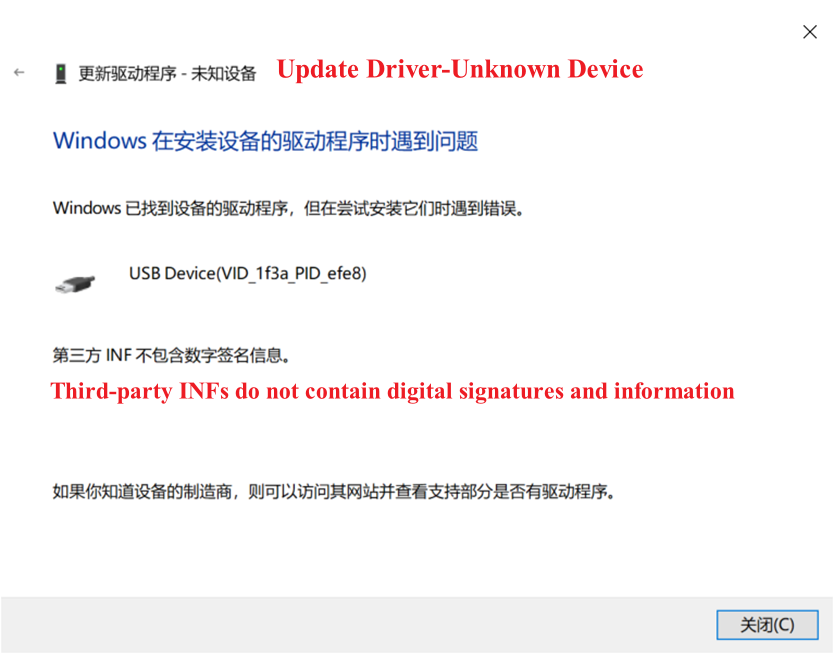 更新驱动程序 - 未知设备 Update Driver-Unknown Device
Windows 在安装设备的驱动程序时遇到问题
Windows 已找到设备的驱动程序，但在尝试安装它们时遇到错误。
USB Device(VID_1f3a_PID_efe8)
第三方 INF 不包含数字签名信息。
Third-party INFs do not contain digital signatures and information
如果你知道设备的制造商，则可以访问其网站并查看支持部分是否有驱动程序。
关闭(C)